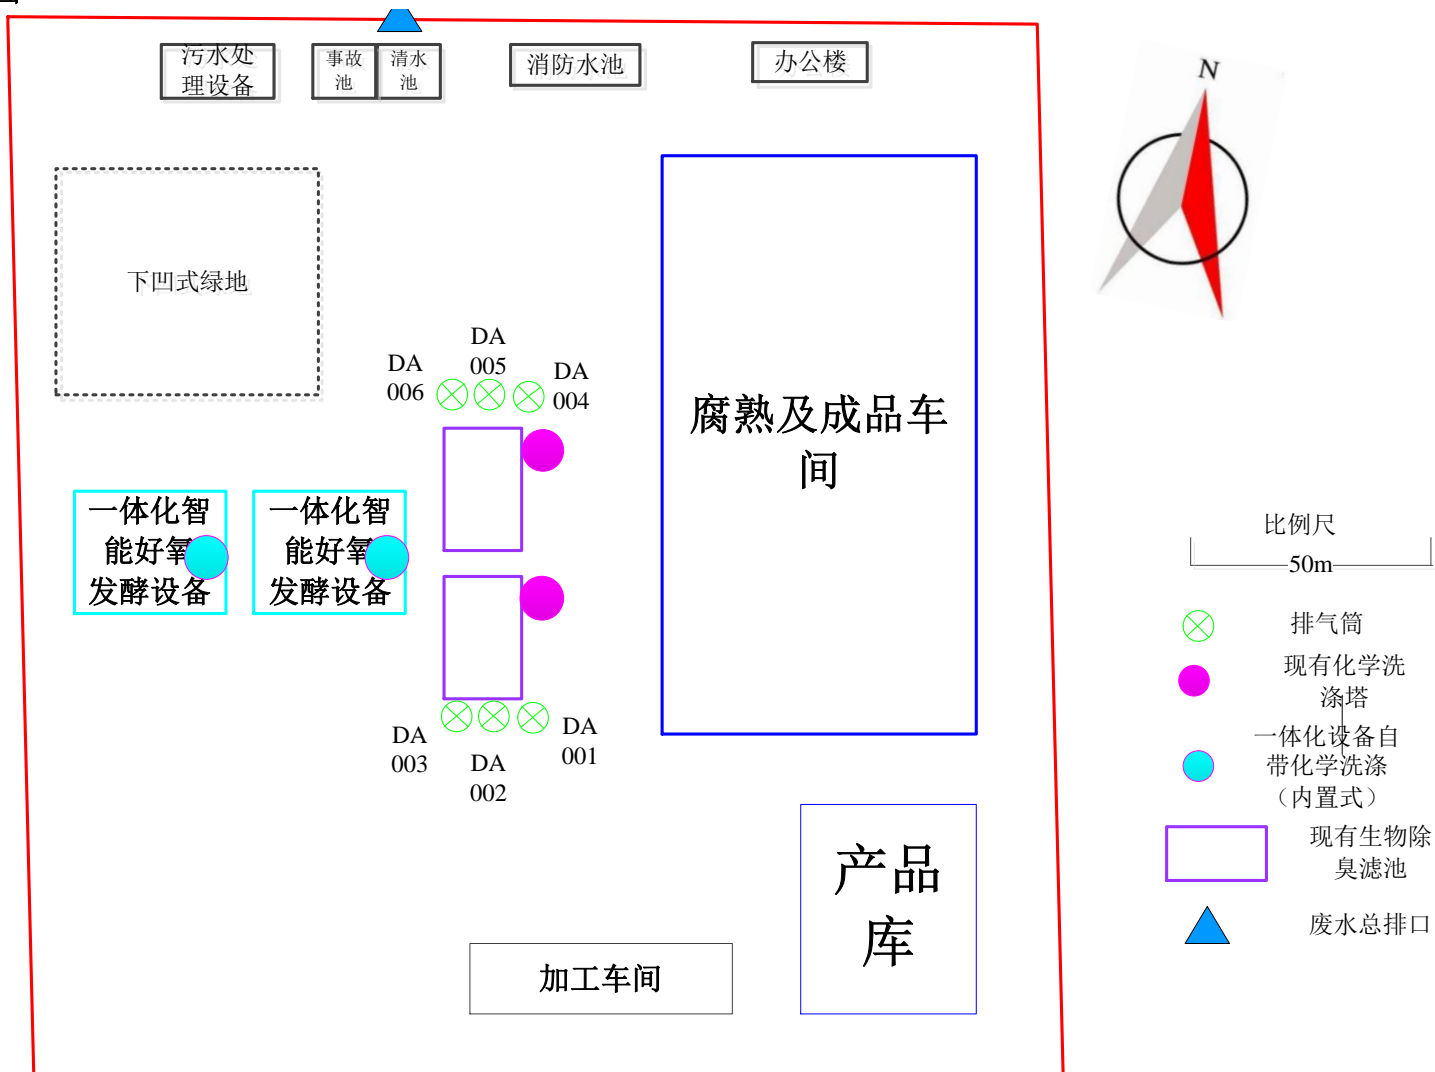 污水处
理设备
事故
池
清水
池
消防水池
办公楼
N
下凹式绿地
DA
005
DA
006
DA
004
腐熟及成品车
间
一体化智
能好氧
发酵设备
一体化智
能好氧
发酵设备
DA
003
DA
002
DA
001
产品
库
加工车间
比例尺
50m
排气筒
现有化学洗
涤塔
一体化设备自
带化学洗涤
（内置式）
现有生物除
臭滤池
废水总排口